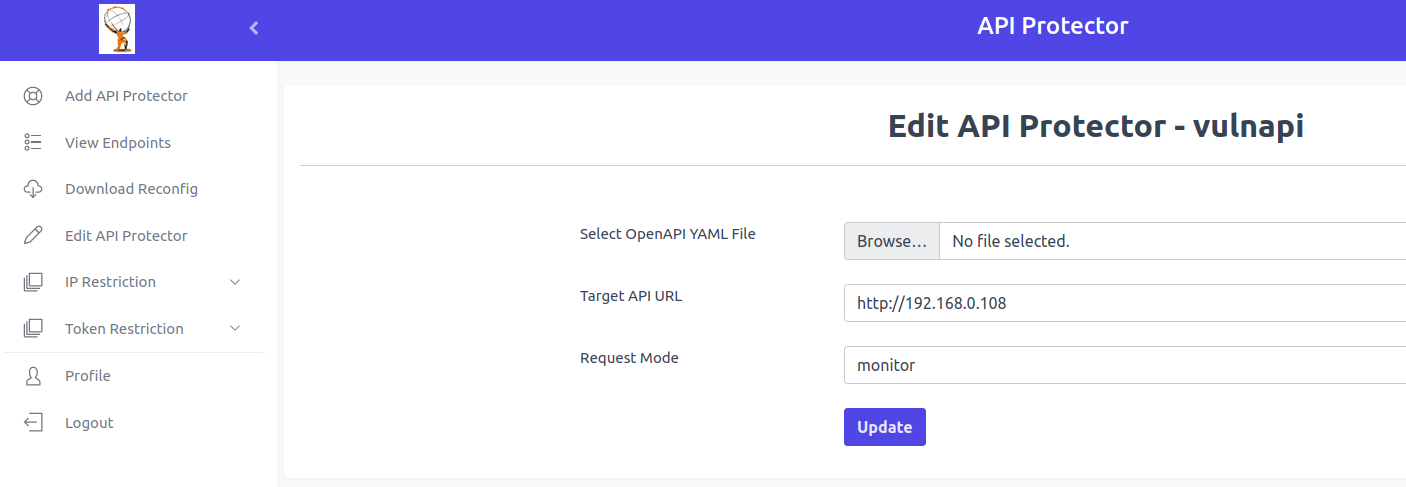 API Protector
Add API Protector
View Endpoints
Download Reconfig
Edit API Protector
IP Restriction
Token Restriction
Profile
Logout
Edit API Protector - vulnapi
Select OpenAPI YAML File
Browse... No file selected.
Target API URL
http://192.168.0.108
Request Mode
monitor
Update